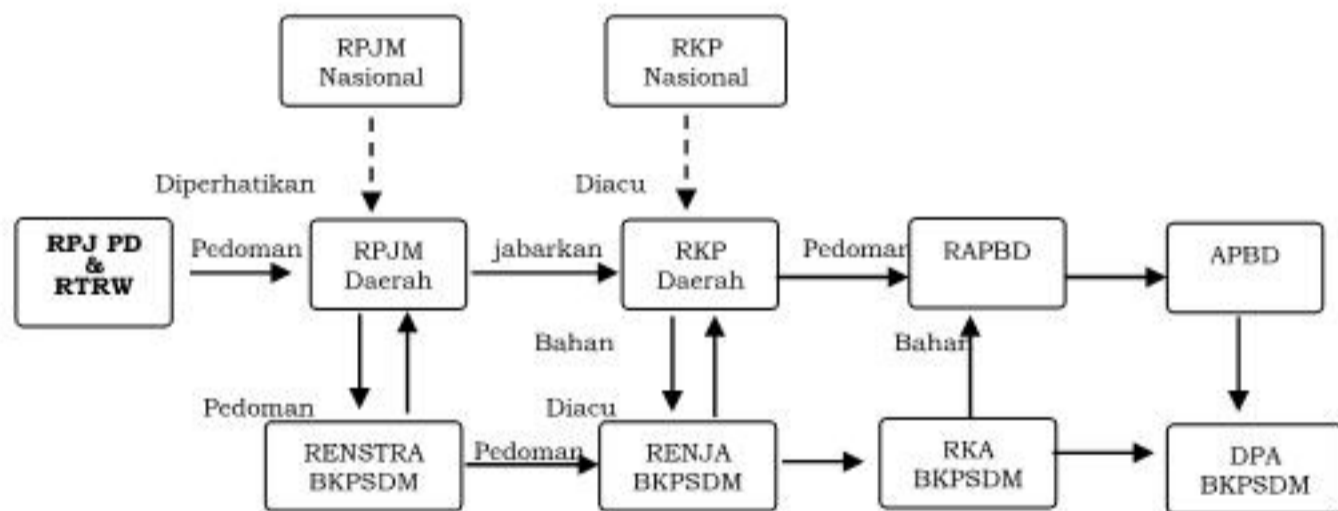 RPJM
Nasional
RKP
Nasional
Diperhatikan
Diacu
RPJ PD
&
RTRW
Pedoman
RPJM
Daerah
jabarkan
RKP
Daerah
Pedoman
RAPBD
APBD
Bahan
Bahan
Pedoman
Diacu
RENSTRA
BKPSDM
Pedoman
RENJA
BKPSDM
RKA
BKPSDM
DPA
BKPSDM